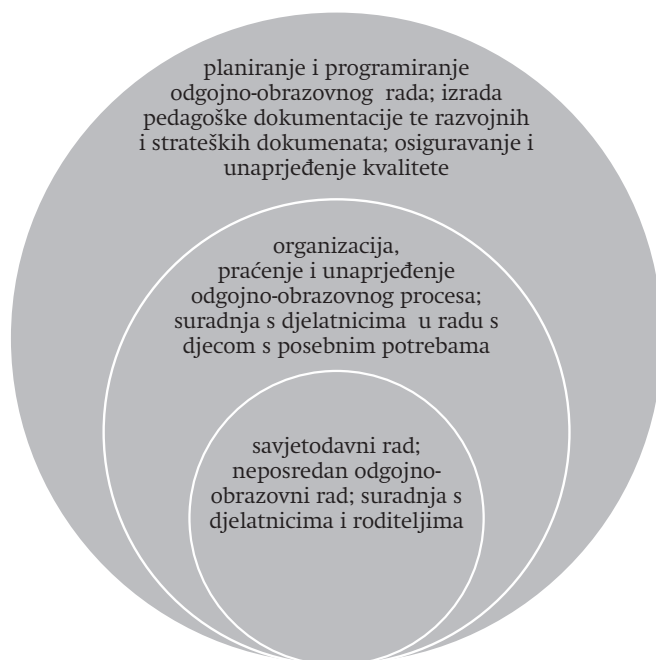 planiranje i programiranje
odgojno-obrazovnog rada; izrada
pedagoške dokumentacije te razvojnih
i strateških dokumenata; osiguravanje i
unaprjeđenje kvalitete
organizacija,
praćenje i unaprjeđenje
odgojno-obrazovnog procesa;
suradnja s djelatnicima u radu s
djecom s posebnim potrebama
savjetodavni rad;
neposredan odgojno-
obrazovni rad; suradnja s
djelatnicima i roditeljima